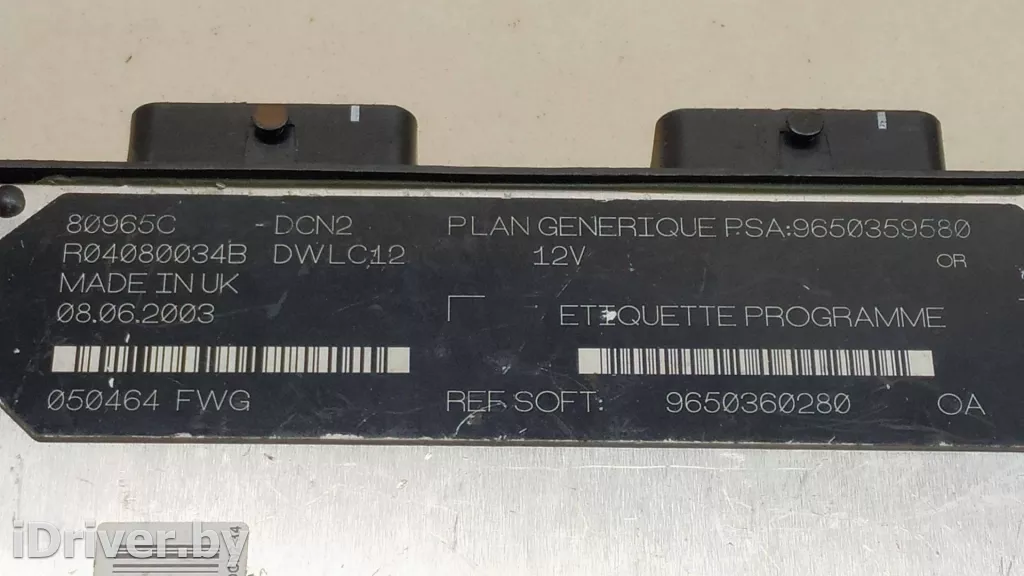 80965C - DCN2 PLAN GENERIQUE PSA:9650359580
R04080034B DWLC12 12V OR
MADE IN UK
08.06.2003 ETIQUETTE PROGRAMME
050464 FWG REF SOFT: 9650360280 OA
iDriver.by